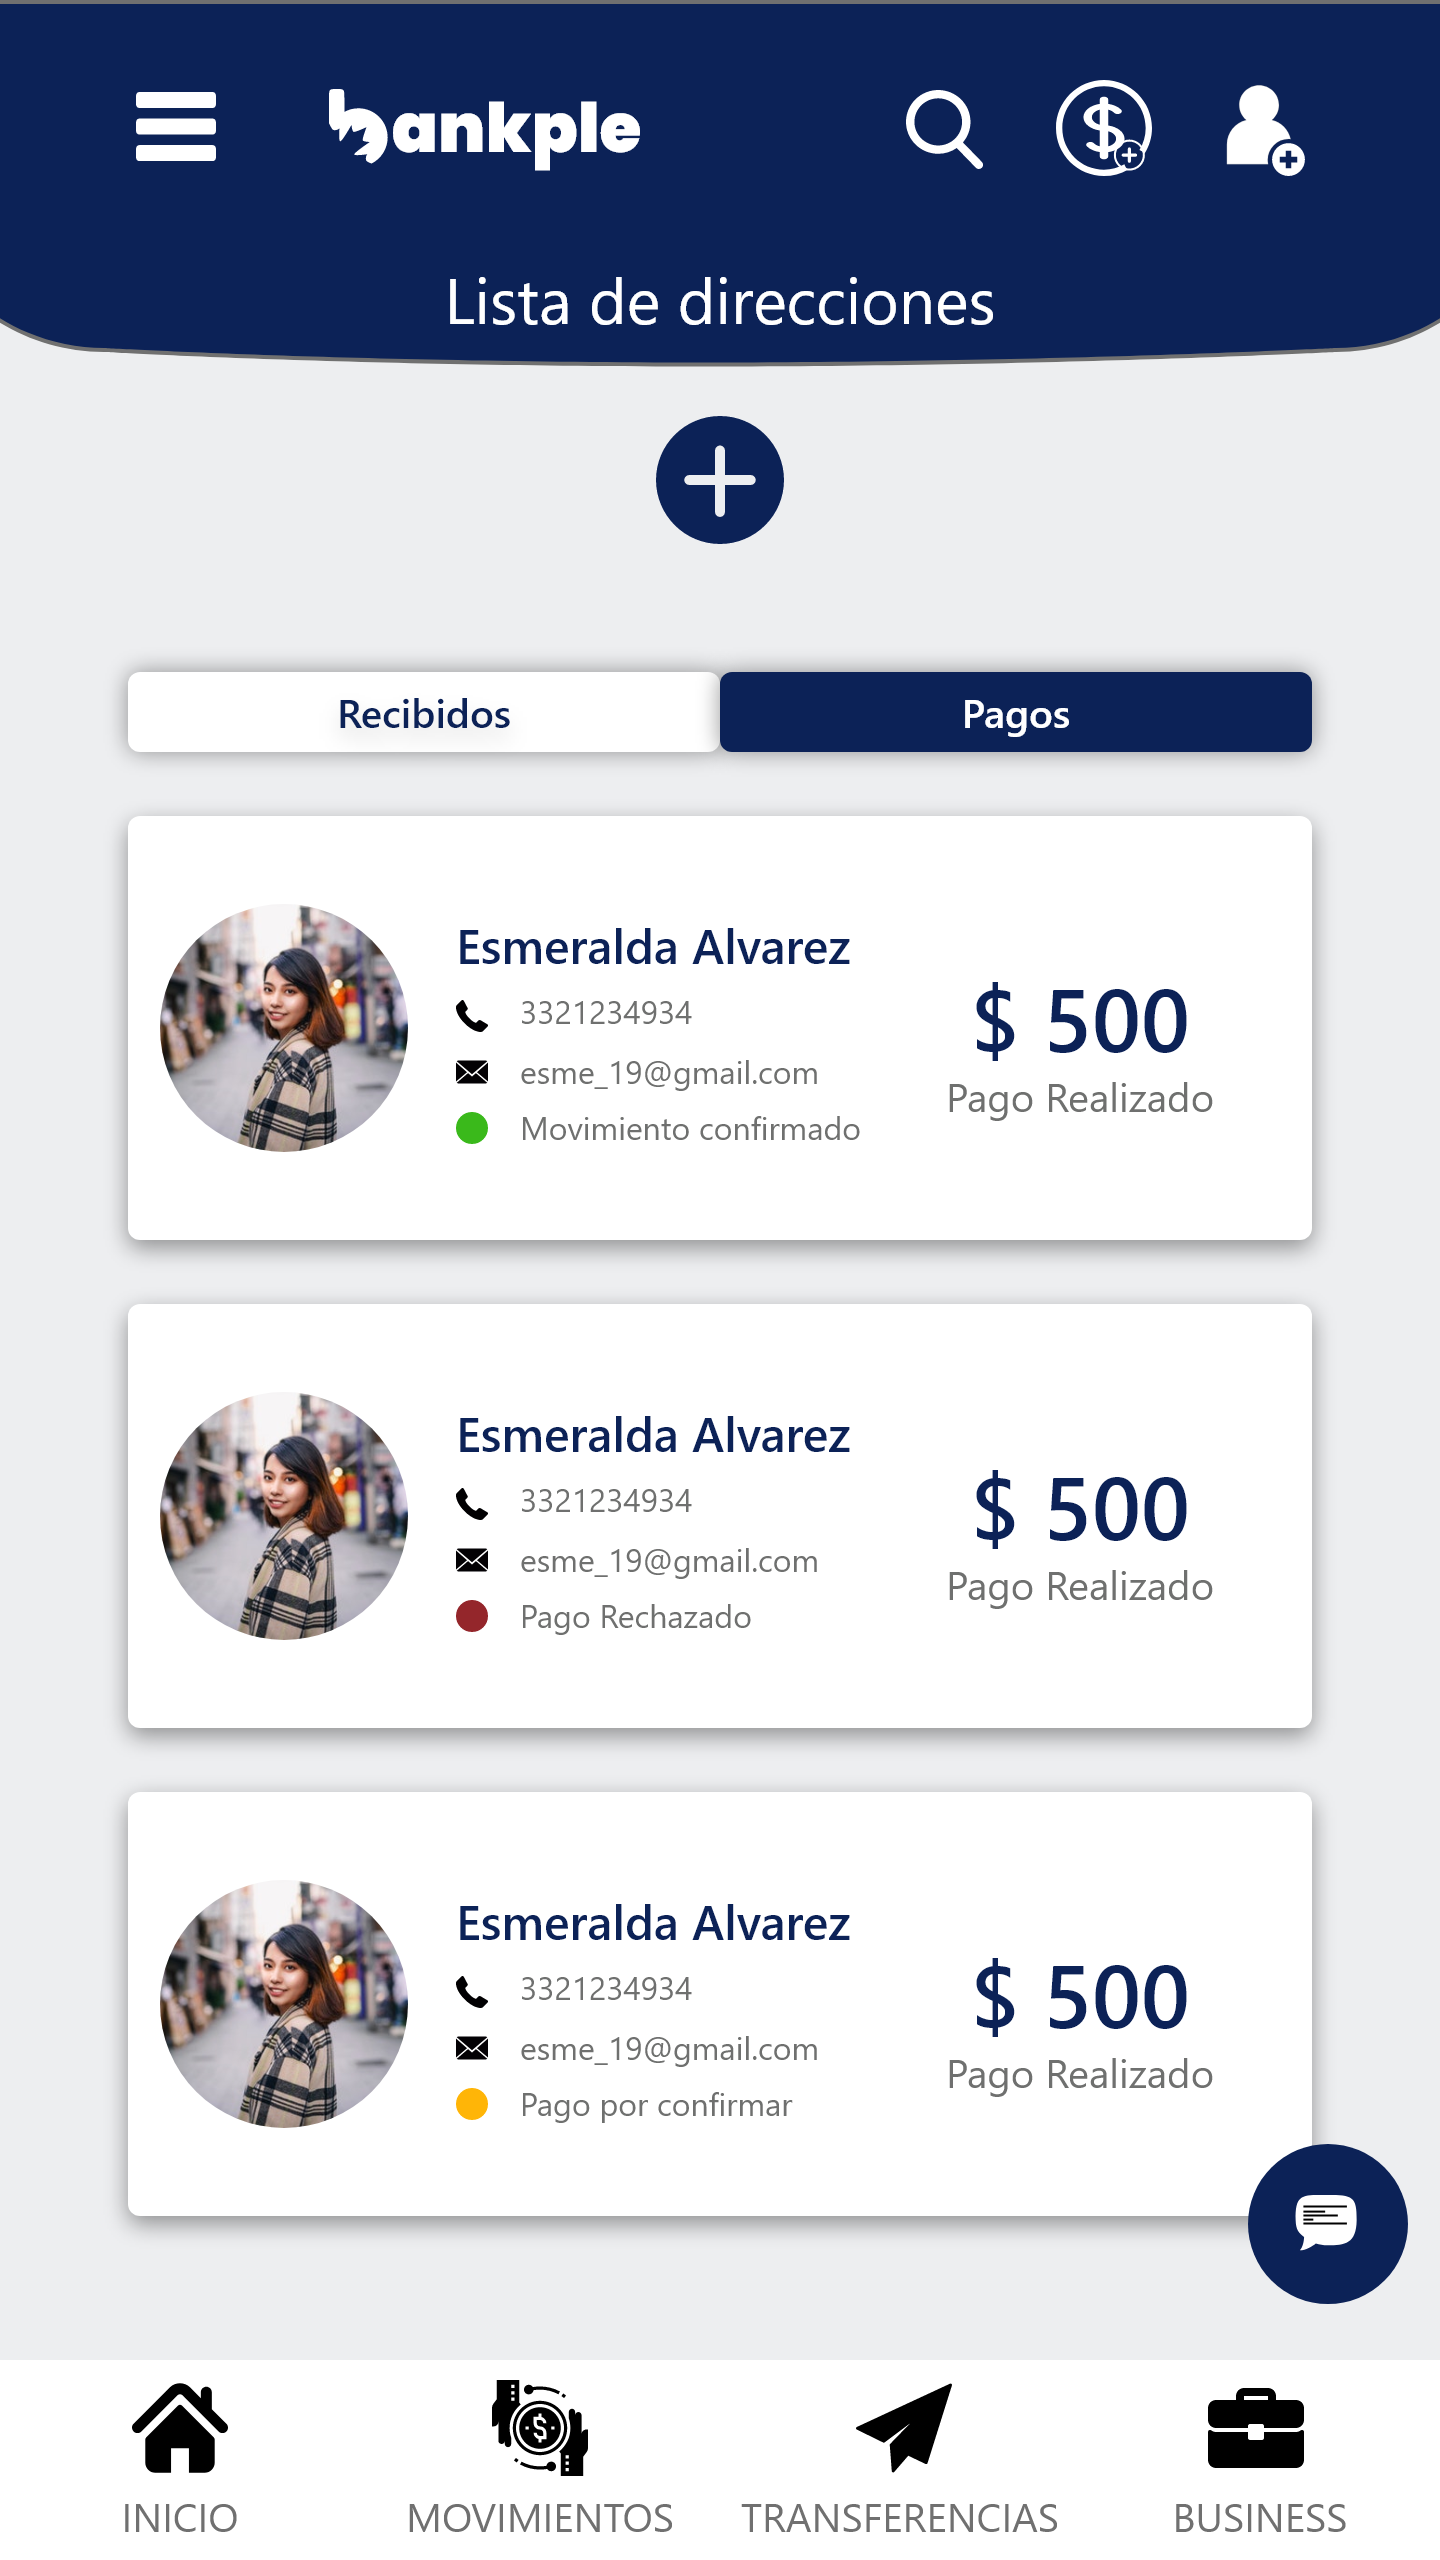 bankple
Lista de direcciones
Recibidos
Pagos
Esmeralda Alvarez
3321234934
esme_19@gmail.com
Movimiento confirmado
$ 500
Pago Realizado
Esmeralda Alvarez
3321234934
esme_19@gmail.com
Pago Rechazado
$ 500
Pago Realizado
Esmeralda Alvarez
3321234934
esme_19@gmail.com
Pago por confirmar
$ 500
Pago Realizado
INICIO
MOVIMIENTOS
TRANSFERENCIAS
BUSINESS